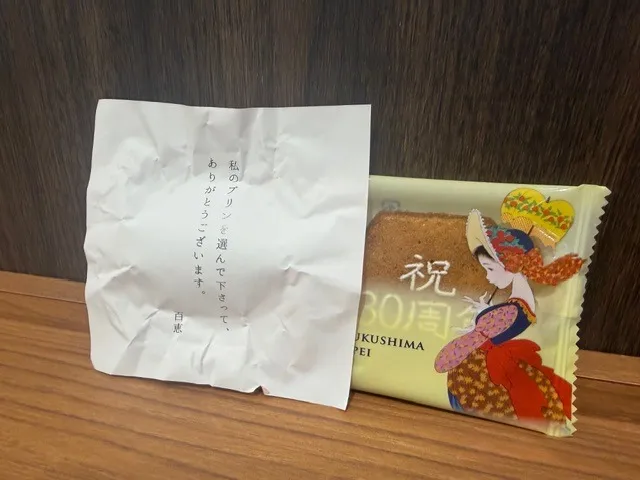 私のプリンを選んで下さって、
ありがとうございます。
百恵
祝
80周年
UKUSHIMA
PEI